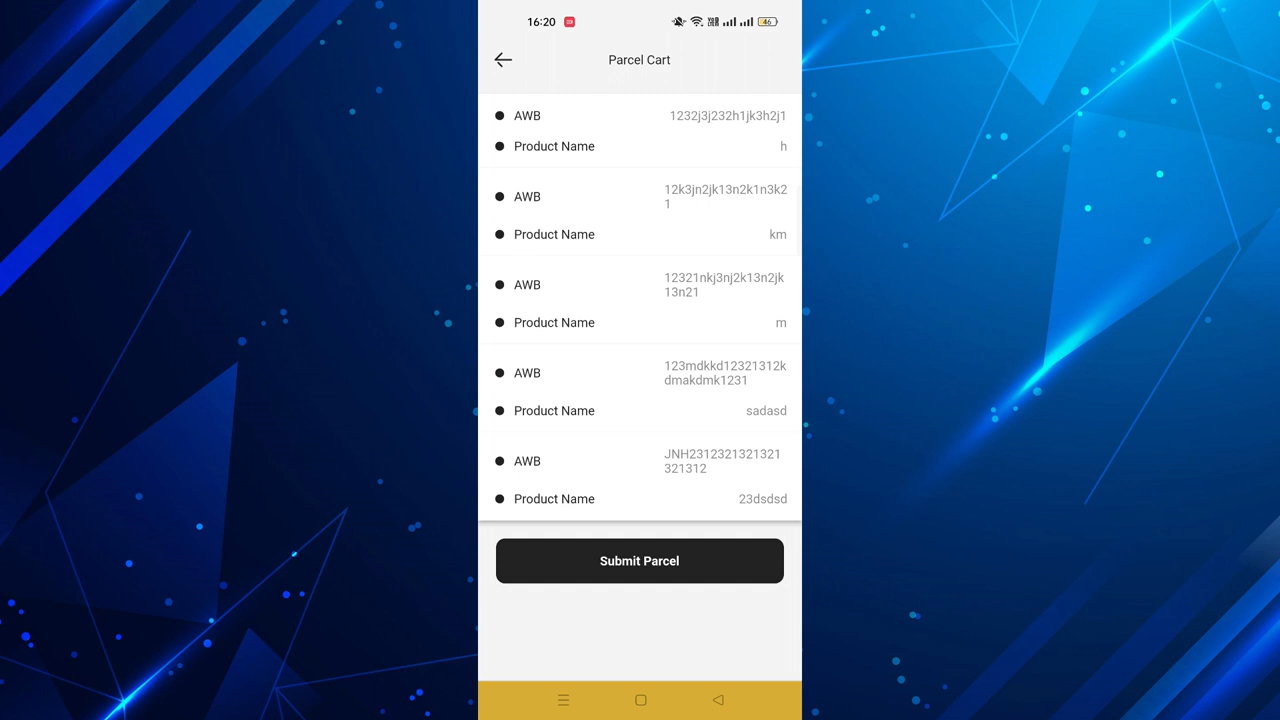 16:20
46
Parcel Cart
AWB 1232j3j232h1jk3h2j1
Product Name h
AWB 12k3jn2jk13n2k1n3k2
1
Product Name km
AWB 12321nkj3nj2k13n2jk
13n21
Product Name m
AWB 123mdkkd12321312k
dmakdmk1231
Product Name sadasd
AWB JNH2312321321321
321312
Product Name 23dsdsd
Submit Parcel